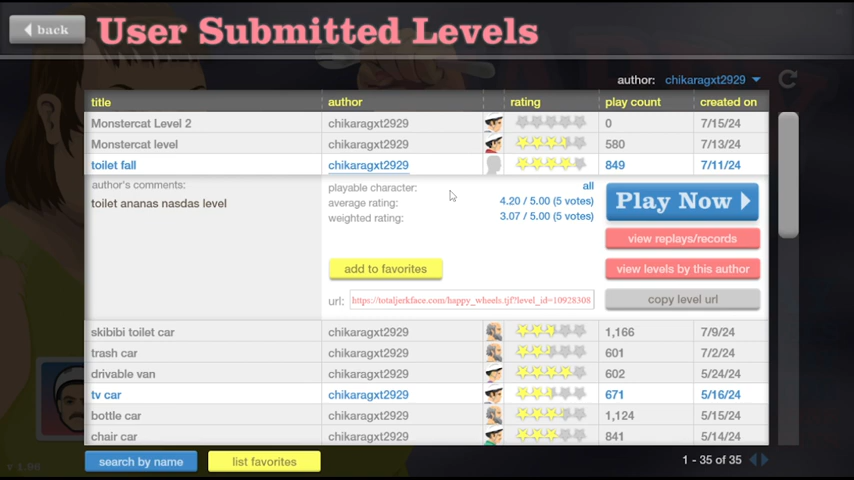 back
User Submitted Levels
author: chikaragxt2929
title author rating play count created on
Monstercat Level 2 chikaragxt2929 0 7/15/24
Monstercat level chikaragxt2929 580 7/13/24
toilet fall chikaragxt2929 849 7/11/24
author's comments:
toilet ananas nasdas level
playable character: all
average rating: 4.20 / 5.00 (5 votes)
weighted rating: 3.07 / 5.00 (5 votes)
Play Now
view replays/records
add to favorites
view levels by this author
url: https://totaljerkface.com/happy_wheels.tjf?level_id=10928308
copy level url
skibibi toilet car chikaragxt2929 1,166 7/9/24
trash car chikaragxt2929 601 7/2/24
drivable van chikaragxt2929 602 5/24/24
tv car chikaragxt2929 671 5/16/24
bottle car chikaragxt2929 1,124 5/15/24
chair car chikaragxt2929 841 5/14/24
search by name
list favorites
1 - 35 of 35
v 1.96